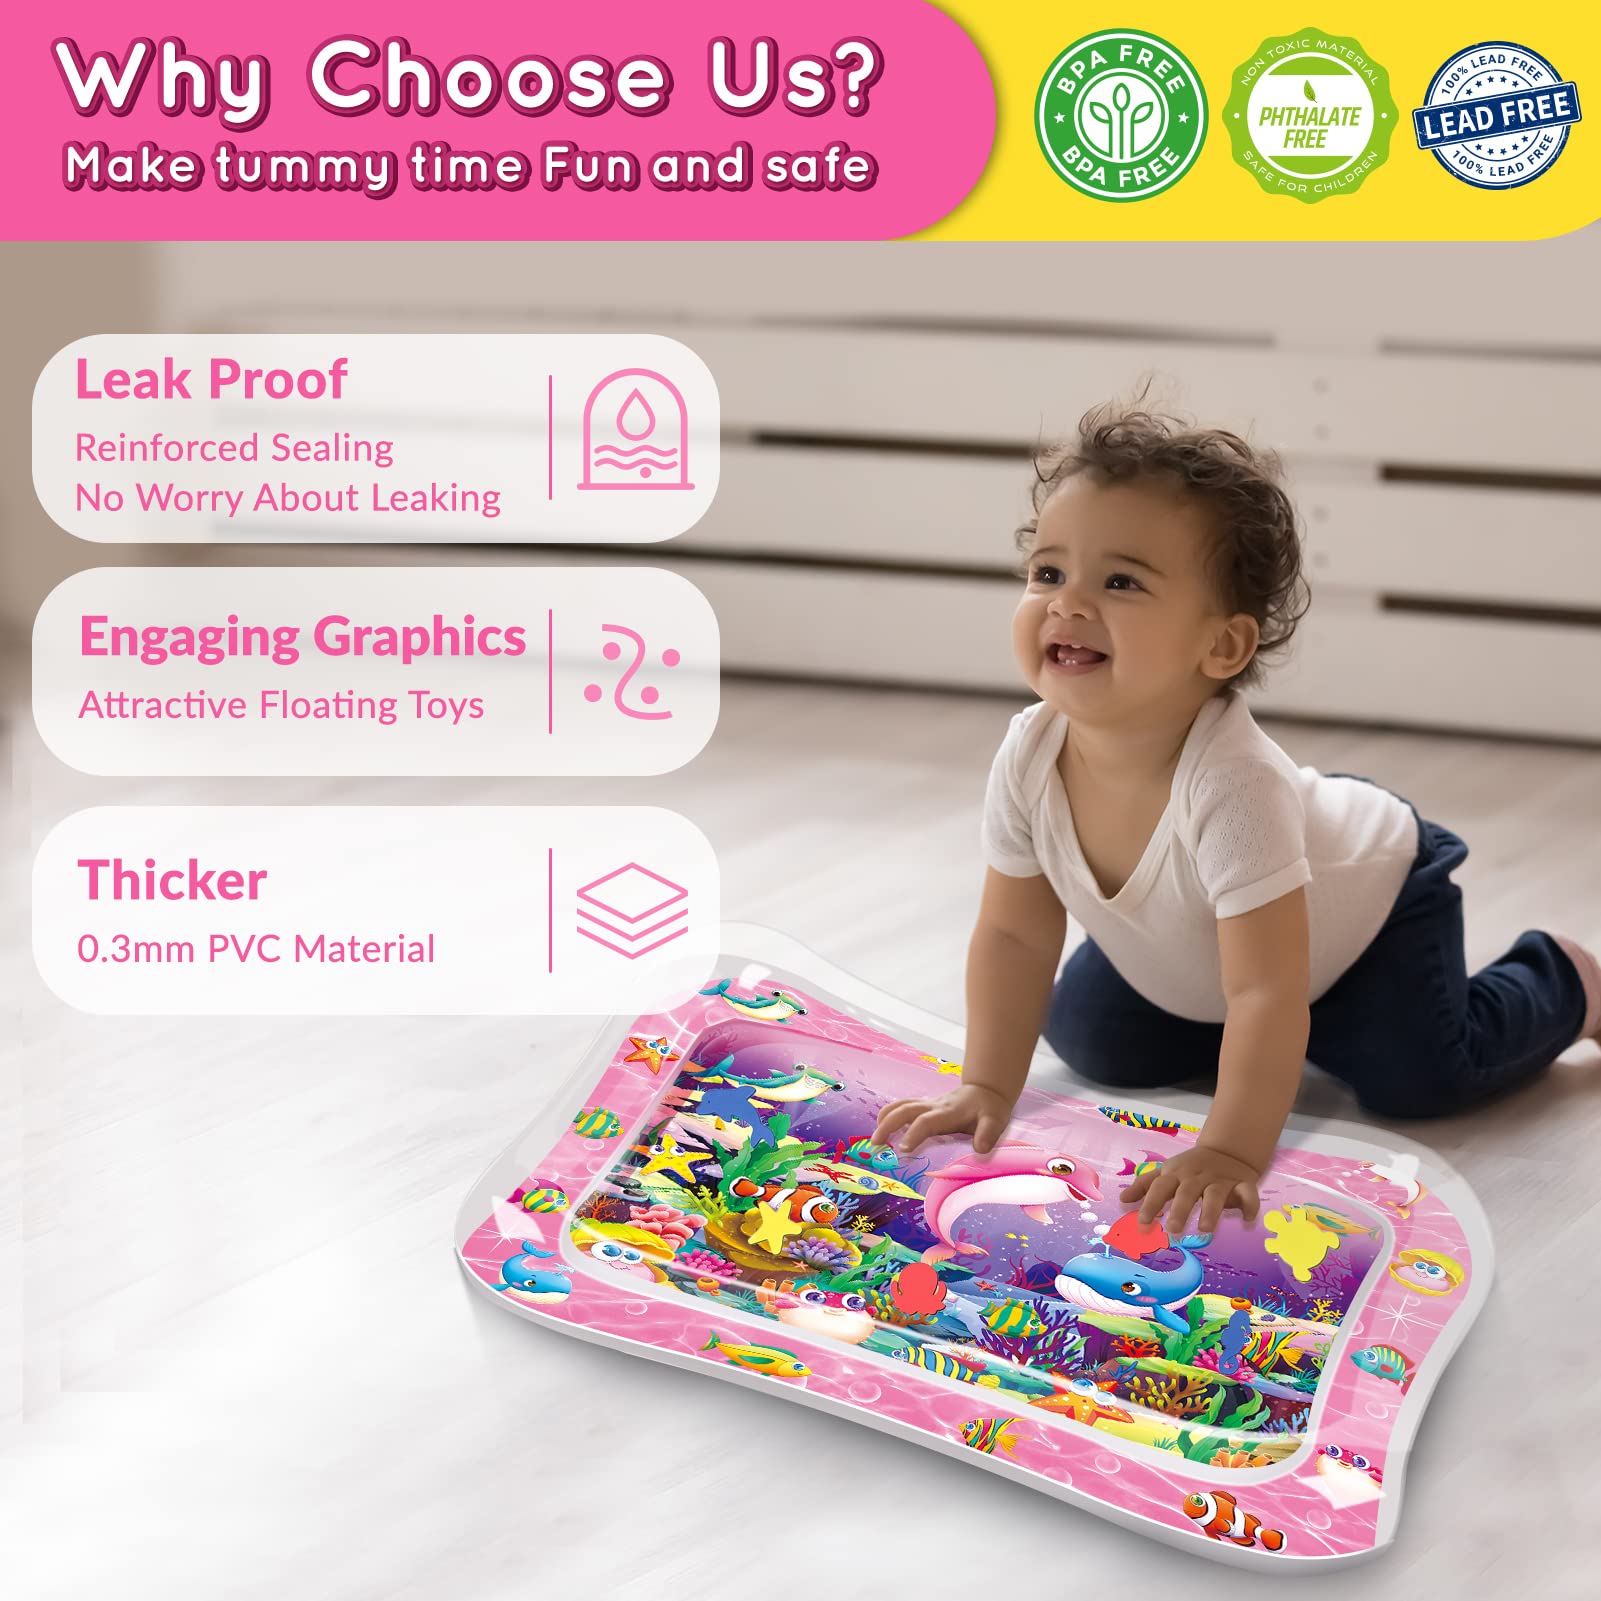 Why Choose Us?
Make tummy time Fun and safe
BPA FREE
BPA FREE
NON TOXIC MATERIAL
PHTHALATE
FREE
SAFE FOR CHILDREN
100% LEAD FREE
LEAD FREE
100% LEAD FREE
Leak Proof
Reinforced Sealing
No Worry About Leaking
Engaging Graphics
Attractive Floating Toys
Thicker
0.3mm PVC Material